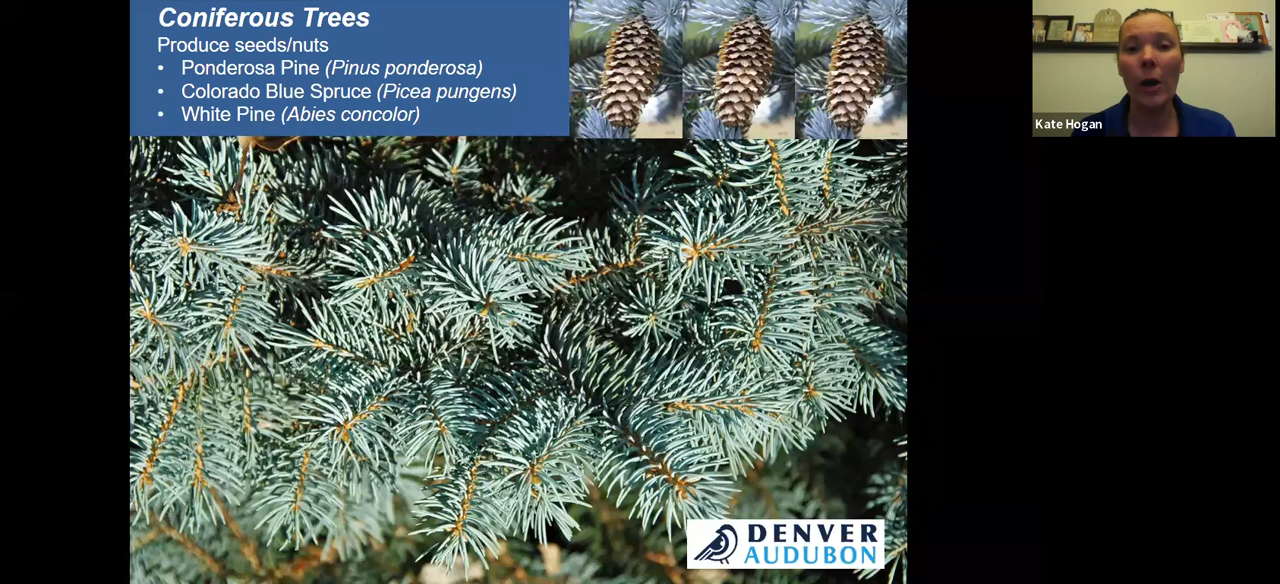 Coniferous Trees
Produce seeds/nuts
• Ponderosa Pine (Pinus ponderosa)
• Colorado Blue Spruce (Picea pungens)
• White Pine (Abies concolor)
Kate Hogan
DENVER
AUDUBON